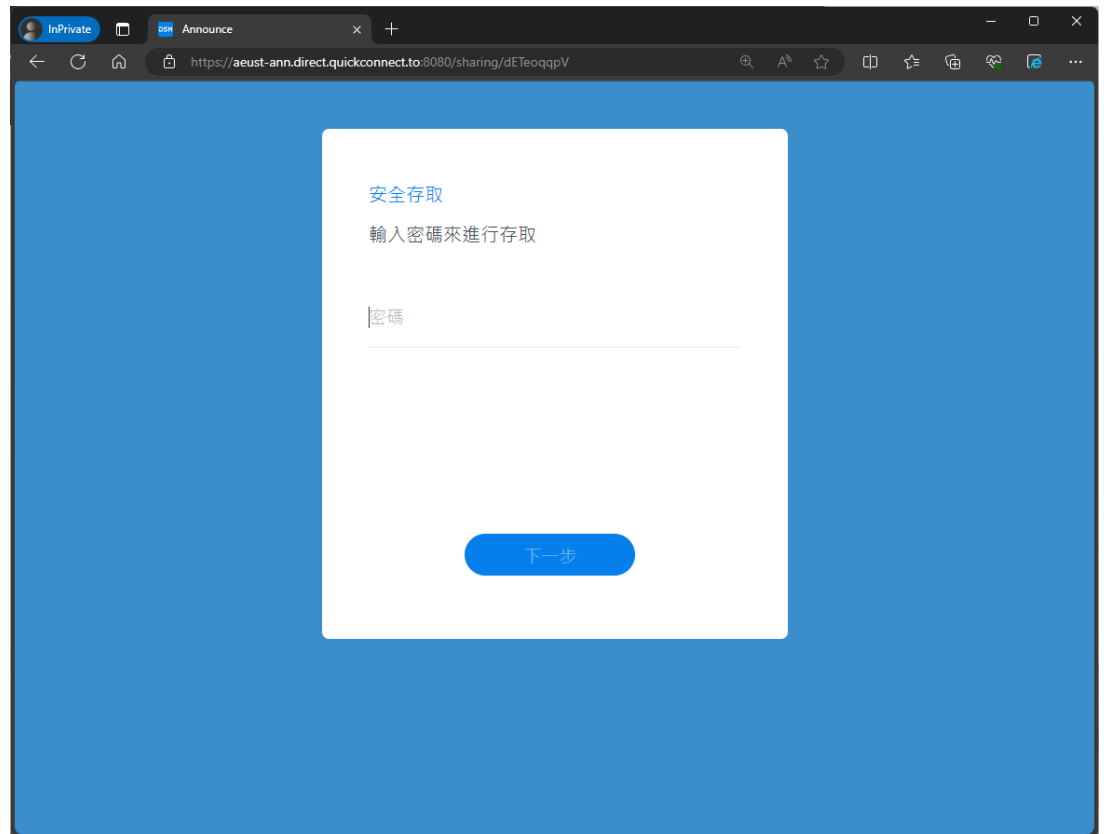 InPrivate
DSM Announce
https://aeust-ann.direct.quickconnect.to:8080/sharing/dETeoqqpV
安全存取
輸入密碼來進行存取
密碼
下一步